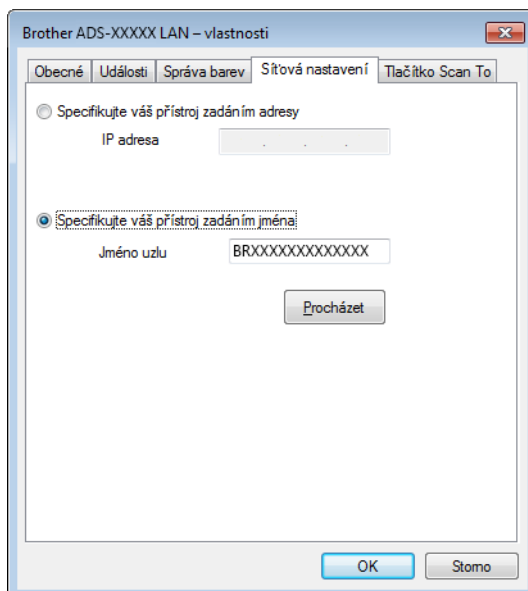 Brother ADS-XXXXX LAN – vlastnosti
Obecné Události Správa barev Síťová nastavení Tlačítko Scan To
Specifikujte váš přístroj zadáním adresy
IP adresa . . .
Specifikujte váš přístroj zadáním jména
Jméno uzlu BRXXXXXXXXXXXXX
Procházet
OK Storno